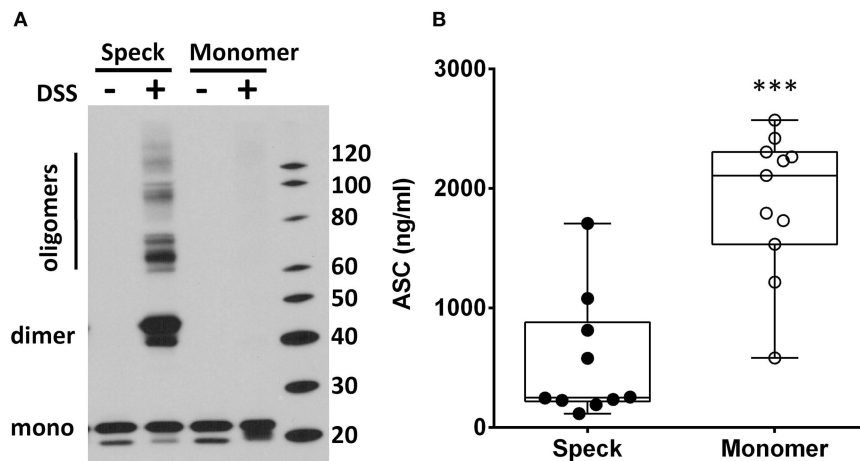 A
Speck Monomer
DSS - + - +
oligomers
dimer
mono
120
100
80
60
50
40
30
20
B
***
ASC (ng/ml)
3000
2000
1000
0
Speck Monomer